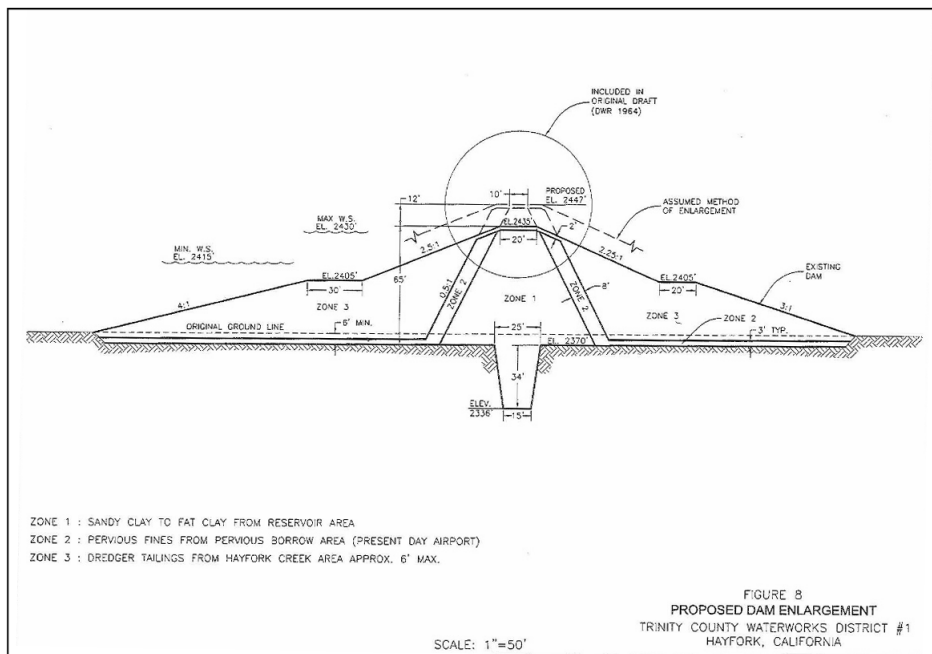 INCLUDED IN
ORIGINAL DRAFT
(DWR 1964)
10'
PROPOSED
EL. 2447'
12'
ASSUMED METHOD
OF ENLARGEMENT
MAX W.S.
EL. 2430'
EL.2435'
2'
20'
2.5:1
2.25:1
MIN. W.S.
EL. 2415'
EL.2405'
30'
65'
0.5:1
ZONE 2
ZONE 1
ZONE 2
8'
EL.2405'
20'
EXISTING
DAM
4:1
ZONE 3
ZONE 3
3:1
ORIGINAL GROUND LINE
6' MIN.
25'
ZONE 2
3' TYP.
EL. 2370'
34'
ELEV.
2336'
15'
ZONE 1 : SANDY CLAY TO FAT CLAY FROM RESERVOIR AREA
ZONE 2 : PERVIOUS FINES FROM PERVIOUS BORROW AREA (PRESENT DAY AIRPORT)
ZONE 3 : DREDGER TAILINGS FROM HAYFORK CREEK AREA APPROX. 6' MAX.
FIGURE 8
PROPOSED DAM ENLARGEMENT
TRINITY COUNTY WATERWORKS DISTRICT #1
HAYFORK, CALIFORNIA
SCALE: 1"=50'